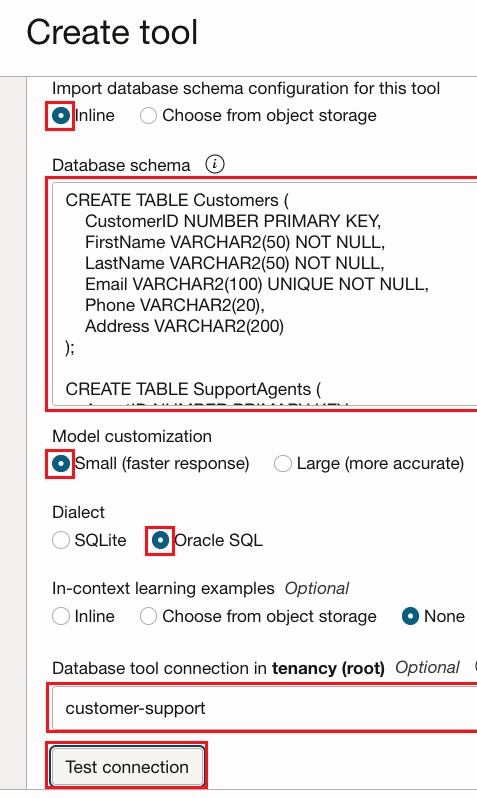 Create tool
Import database schema configuration for this tool
Inline Choose from object storage
Database schema i
CREATE TABLE Customers (
CustomerID NUMBER PRIMARY KEY,
FirstName VARCHAR2(50) NOT NULL,
LastName VARCHAR2(50) NOT NULL,
Email VARCHAR2(100) UNIQUE NOT NULL,
Phone VARCHAR2(20),
Address VARCHAR2(200)
);
CREATE TABLE SupportAgents (
Model customization
Small (faster response) Large (more accurate)
Dialect
SQLite Oracle SQL
In-context learning examples Optional
Inline Choose from object storage None
Database tool connection in tenancy (root) Optional
customer-support
Test connection